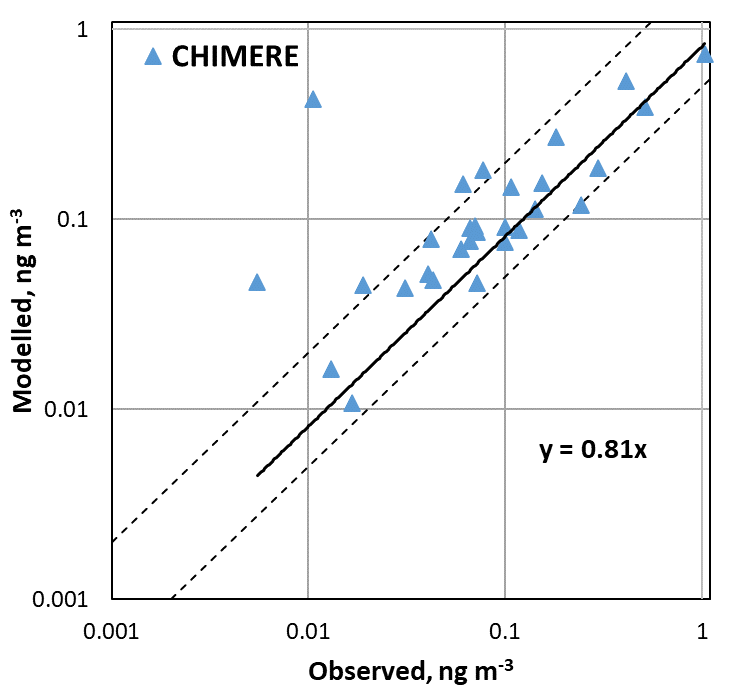 1
CHIMERE
0.1
Modelled, ng m⁻³
0.01
y = 0.81x
0.001
0.001 0.01 0.1 1
Observed, ng m⁻³